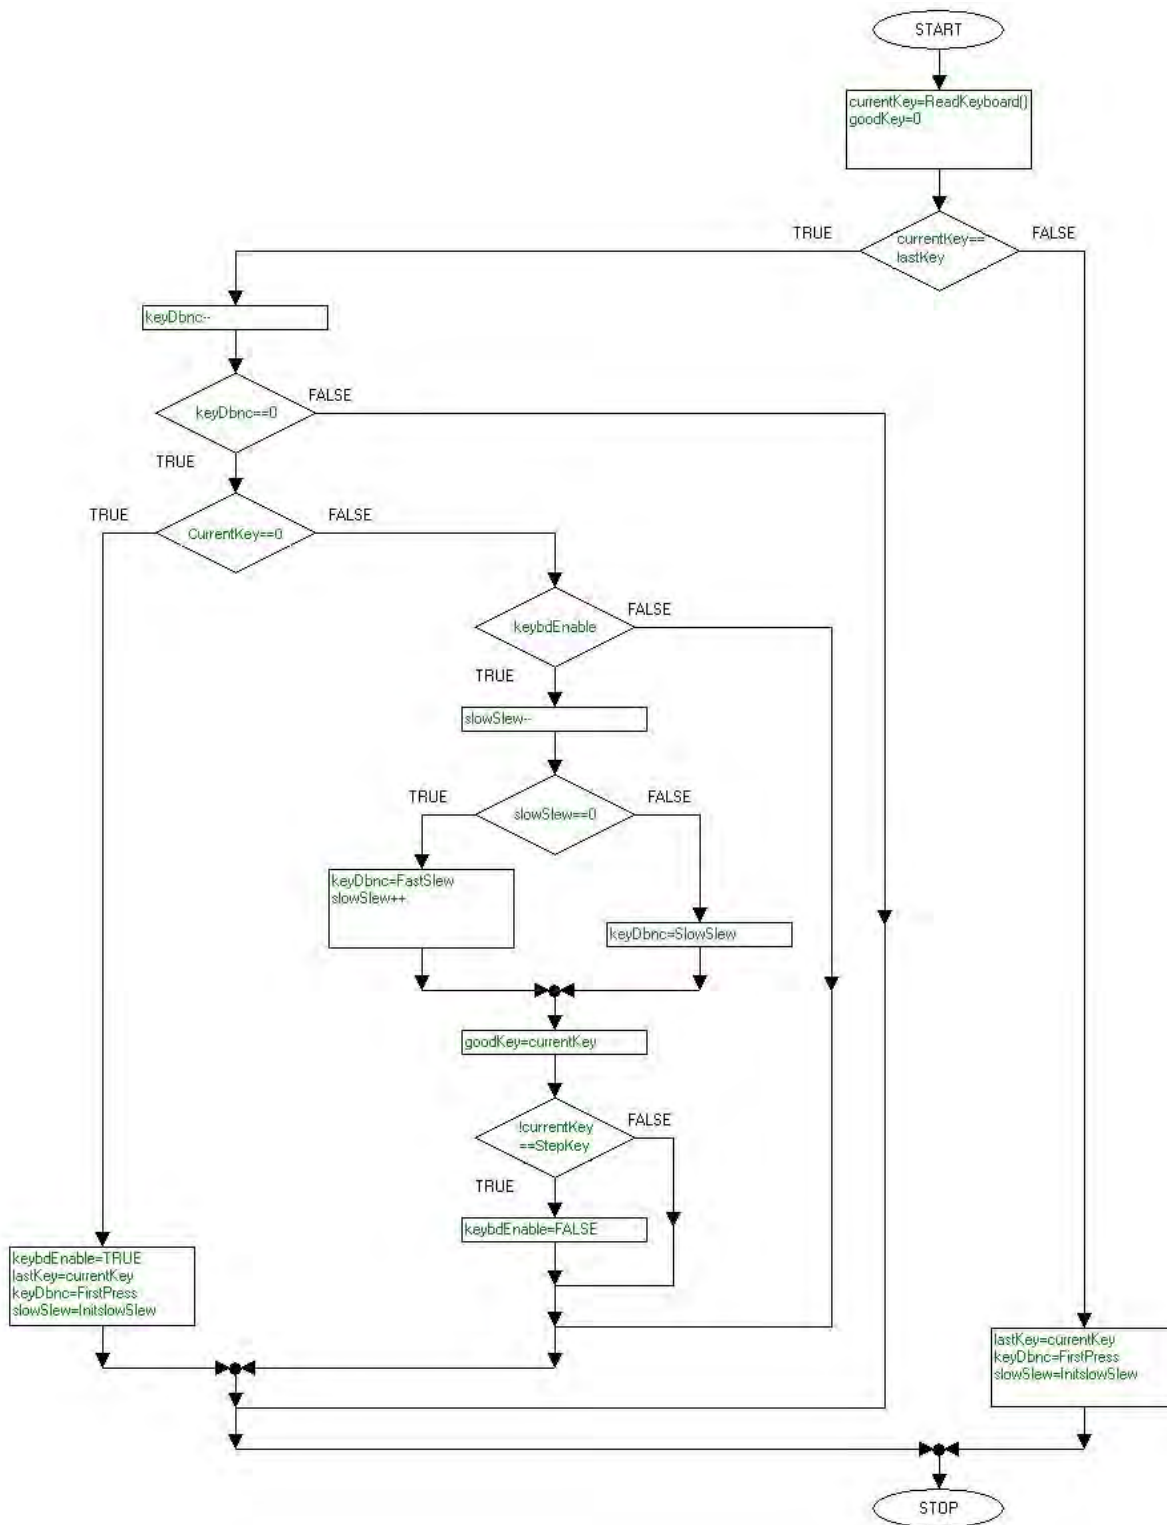 START
currentKey=ReadKeyboard()
goodKey=0
TRUE
currentKey==
lastKey
FALSE
keyDbnc--
keyDbnc==0
FALSE
TRUE
TRUE
CurrentKey==0
FALSE
keybdEnable
FALSE
TRUE
slowSlew--
TRUE
slowSlew==0
FALSE
keyDbnc=FastSlew
slowSlew++
keyDbnc=SlowSlew
goodKey=currentKey
!currentKey
==StepKey
FALSE
TRUE
keybdEnable=FALSE
keybdEnable=TRUE
lastKey=currentKey
keyDbnc=FirstPress
slowSlew=InitslowSlew
lastKey=currentKey
keyDbnc=FirstPress
slowSlew=InitslowSlew
STOP